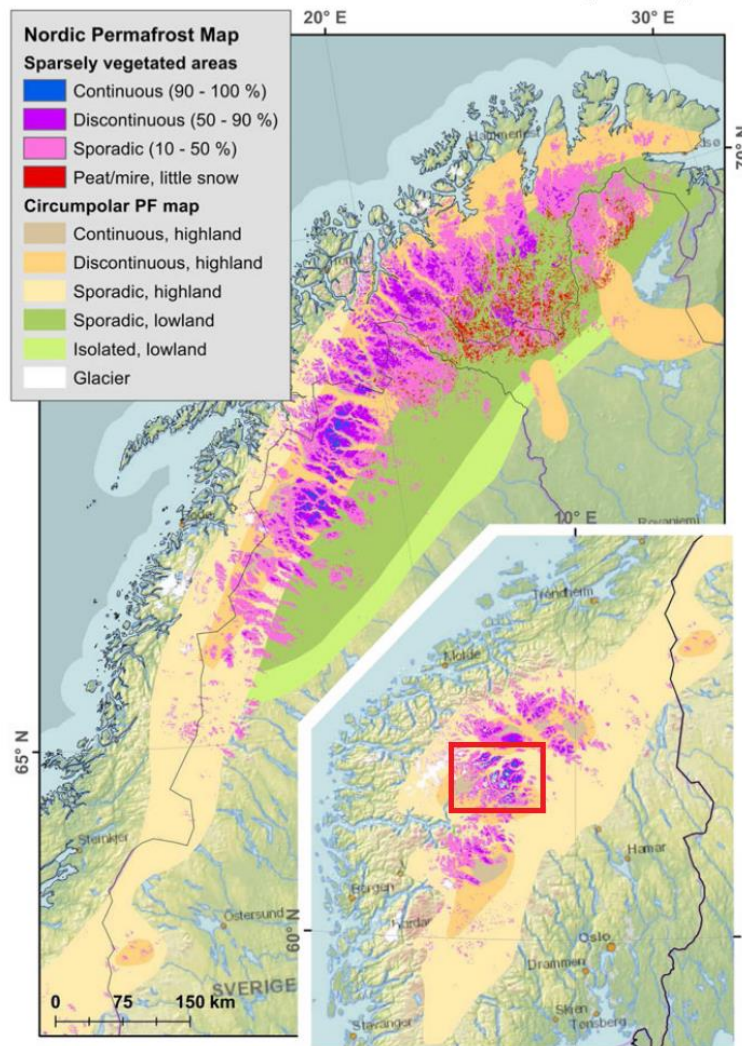 20° E
30° E
Nordic Permafrost Map
Sparsely vegetated areas
Continuous (90 - 100 %)
Discontinuous (50 - 90 %)
Sporadic (10 - 50 %)
Peat/mire, little snow
Circumpolar PF map
Continuous, highland
Discontinuous, highland
Sporadic, highland
Sporadic, lowland
Isolated, lowland
Glacier
Hammerfest
70° N
10° E
Rovaniemi
Trondheim
Molde
65° N
Steinkjer
Östersund
SVERIGE
0 75 150 km
60° N
Hamar
Bergen
Oslo
Drammen
Skien
Tønsberg
Stavanger